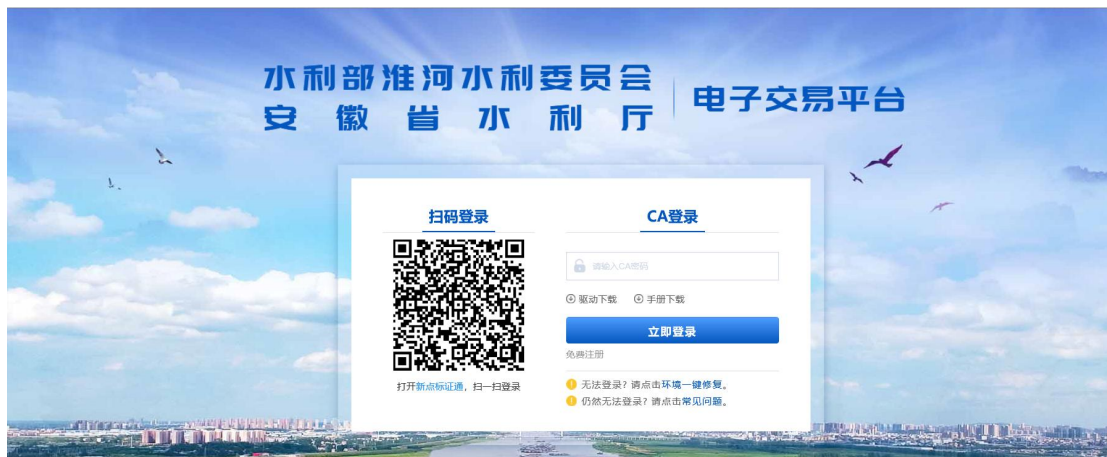 水利部淮河水利委员会
安徽省水利厅
电子交易平台
扫码登录
打开新点标证通，扫一扫登录
CA登录
请输入CA密码
驱动下载 手册下载
立即登录
免费注册
无法登录？请点击环境一键修复。
仍然无法登录？请点击常见问题。